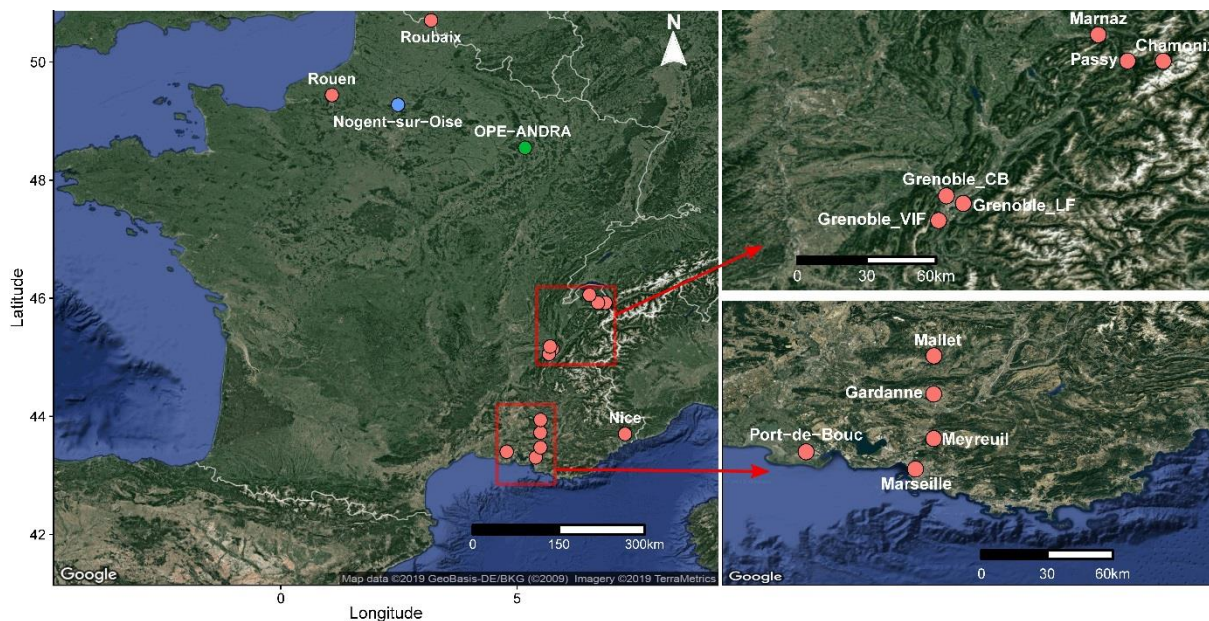 Roubaix
N
50
Rouen
Nogent-sur-Oise
OPE-ANDRA
48
Latitude
46
44
Nice
42
0
150
300km
Google
Map data ©2019 GeoBasis-DE/BKG (©2009) Imagery ©2019 TerraMetrics
0
5
Longitude
Marnaz
Passy
Chamonix
Grenoble_CB
Grenoble_LF
Grenoble_VIF
0
30
60km
Mallet
Gardanne
Port-de-Bouc
Meyreuil
Marseille
0
30
60km
Google